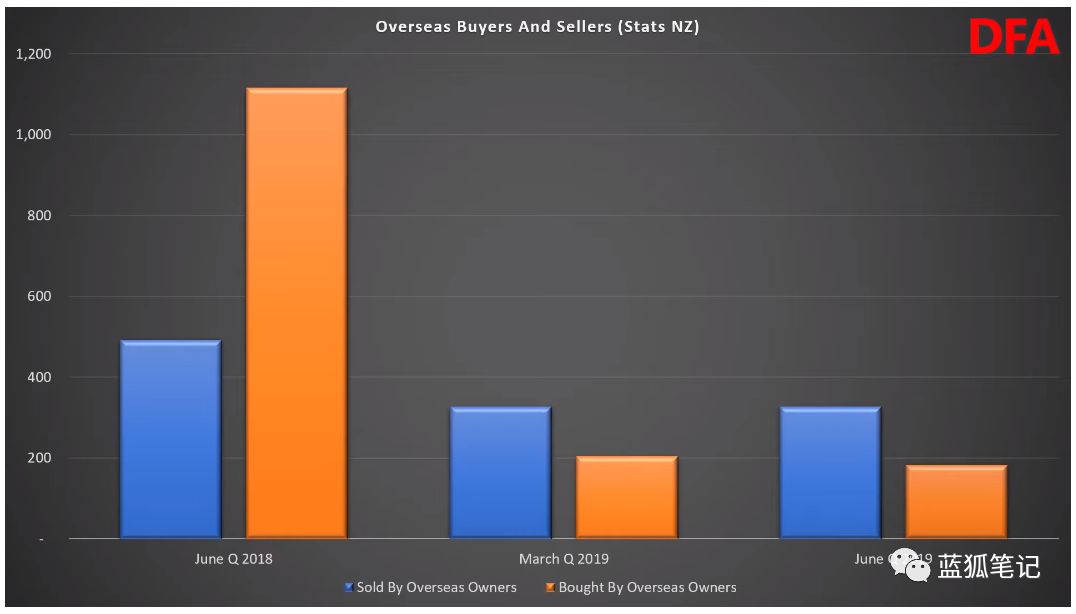 Overseas Buyers And Sellers (Stats NZ)
DFA
1,200
1,000
800
600
400
200
-
June Q 2018
March Q 2019
June
蓝狐笔记
Sold By Overseas Owners
Bought By Overseas Owners